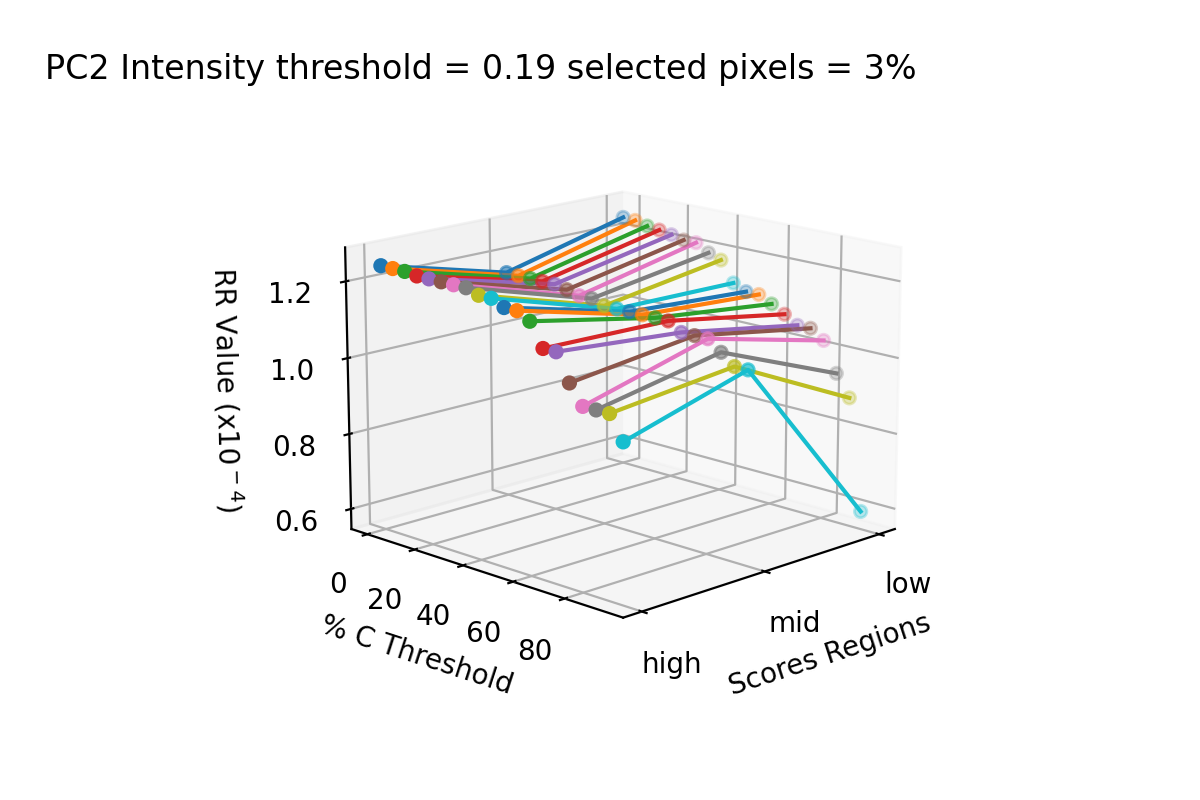 PC2 Intensity threshold = 0.19 selected pixels = 3%
RR Value (x10⁻⁴)
1.2
1.0
0.8
0.6
0
20
40
60
80
% C Threshold
high
mid
low
Scores Regions